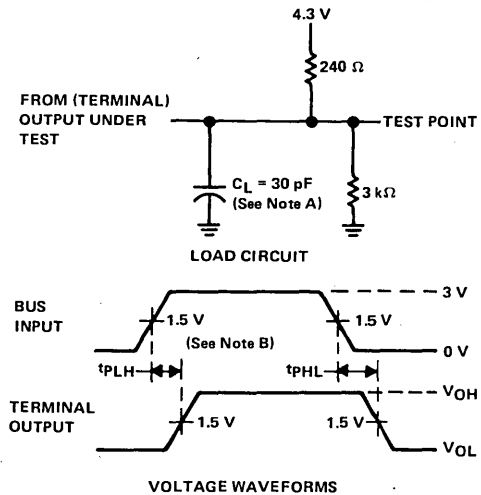 4.3 V
240 Ω
FROM (TERMINAL)
OUTPUT UNDER
TEST
TEST POINT
CL = 30 pF
(See Note A)
3 kΩ
LOAD CIRCUIT
BUS
INPUT
3 V
1.5 V
1.5 V
(See Note B)
0 V
tPLH
tPHL
TERMINAL
OUTPUT
VOH
1.5 V
1.5 V
VOL
VOLTAGE WAVEFORMS